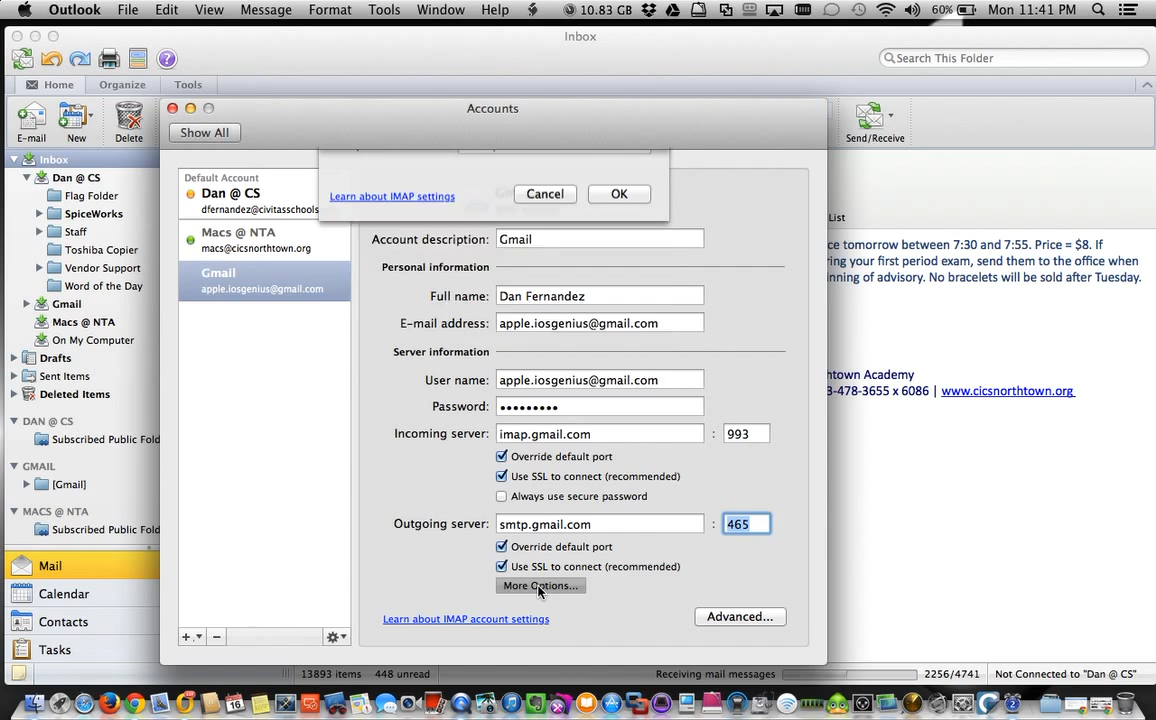 Outlook File Edit View Message Format Tools Window Help 10.83 GB 60% Mon 11:41 PM
Inbox
Search This Folder
Home Organize Tools
E-mail New Delete Send/Receive
Accounts
Show All
Inbox
Dan @ CS
Flag Folder
SpiceWorks
Staff
Toshiba Copier
Vendor Support
Word of the Day
Gmail
Macs @ NTA
On My Computer
Drafts
Sent Items
Deleted Items
DAN @ CS
Subscribed Public Fold
GMAIL
[Gmail]
MACS @ NTA
Subscribed Public Fold
Mail
Calendar
Contacts
Tasks
Default Account
Dan @ CS
dfernandez@civitasschools
Macs @ NTA
macs@cicsnorthtown.org
Gmail
apple.iosgenius@gmail.com
Learn about IMAP settings Cancel OK
Account description: Gmail
Personal information
Full name: Dan Fernandez
E-mail address: apple.iosgenius@gmail.com
Server information
User name: apple.iosgenius@gmail.com
Password: •••••••••
Incoming server: imap.gmail.com : 993
Override default port
Use SSL to connect (recommended)
Always use secure password
Outgoing server: smtp.gmail.com : 465
Override default port
Use SSL to connect (recommended)
More Options...
Learn about IMAP account settings Advanced...
List
ce tomorrow between 7:30 and 7:55. Price = $8. If
ring your first period exam, send them to the office when
inning of advisory. No bracelets will be sold after Tuesday.
htown Academy
3-478-3655 x 6086 | www.cicsnorthtown.org
13893 items 448 unread Receiving mail messages 2256/4741 Not Connected to "Dan @ CS"
16
2